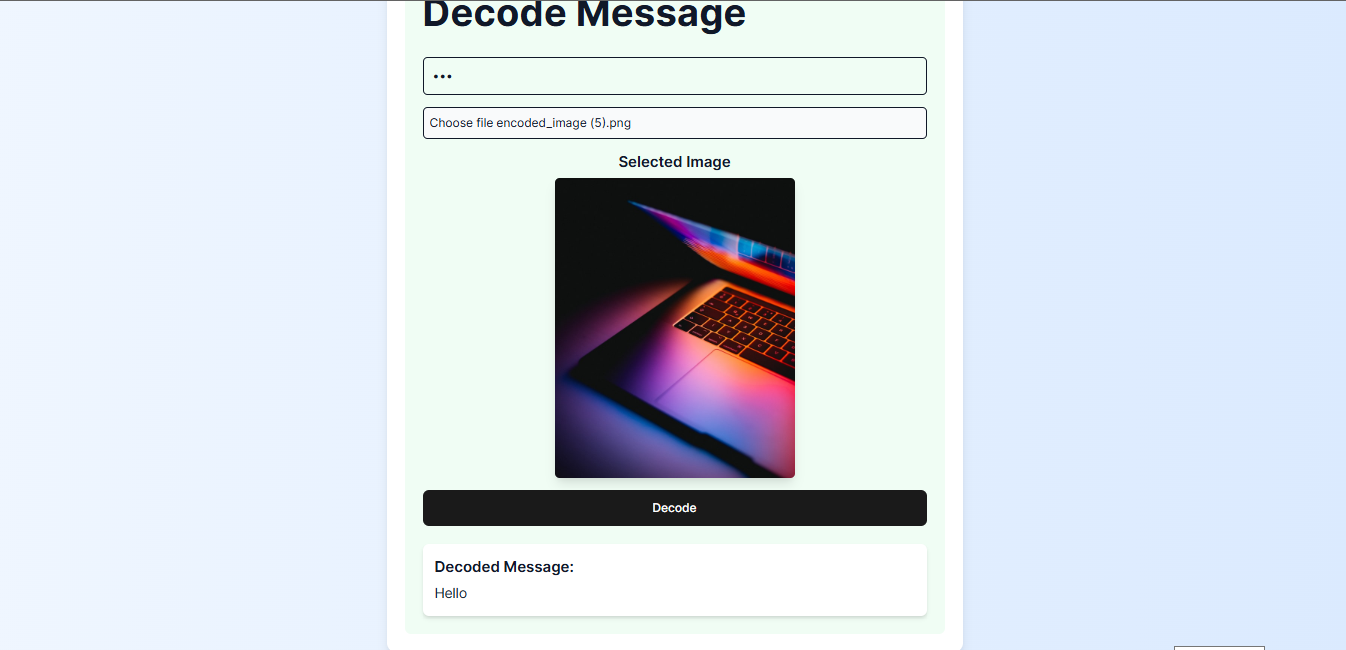 Decode Message
•••
Choose file encoded_image (5).png
Selected Image
Decode
Decoded Message:
Hello